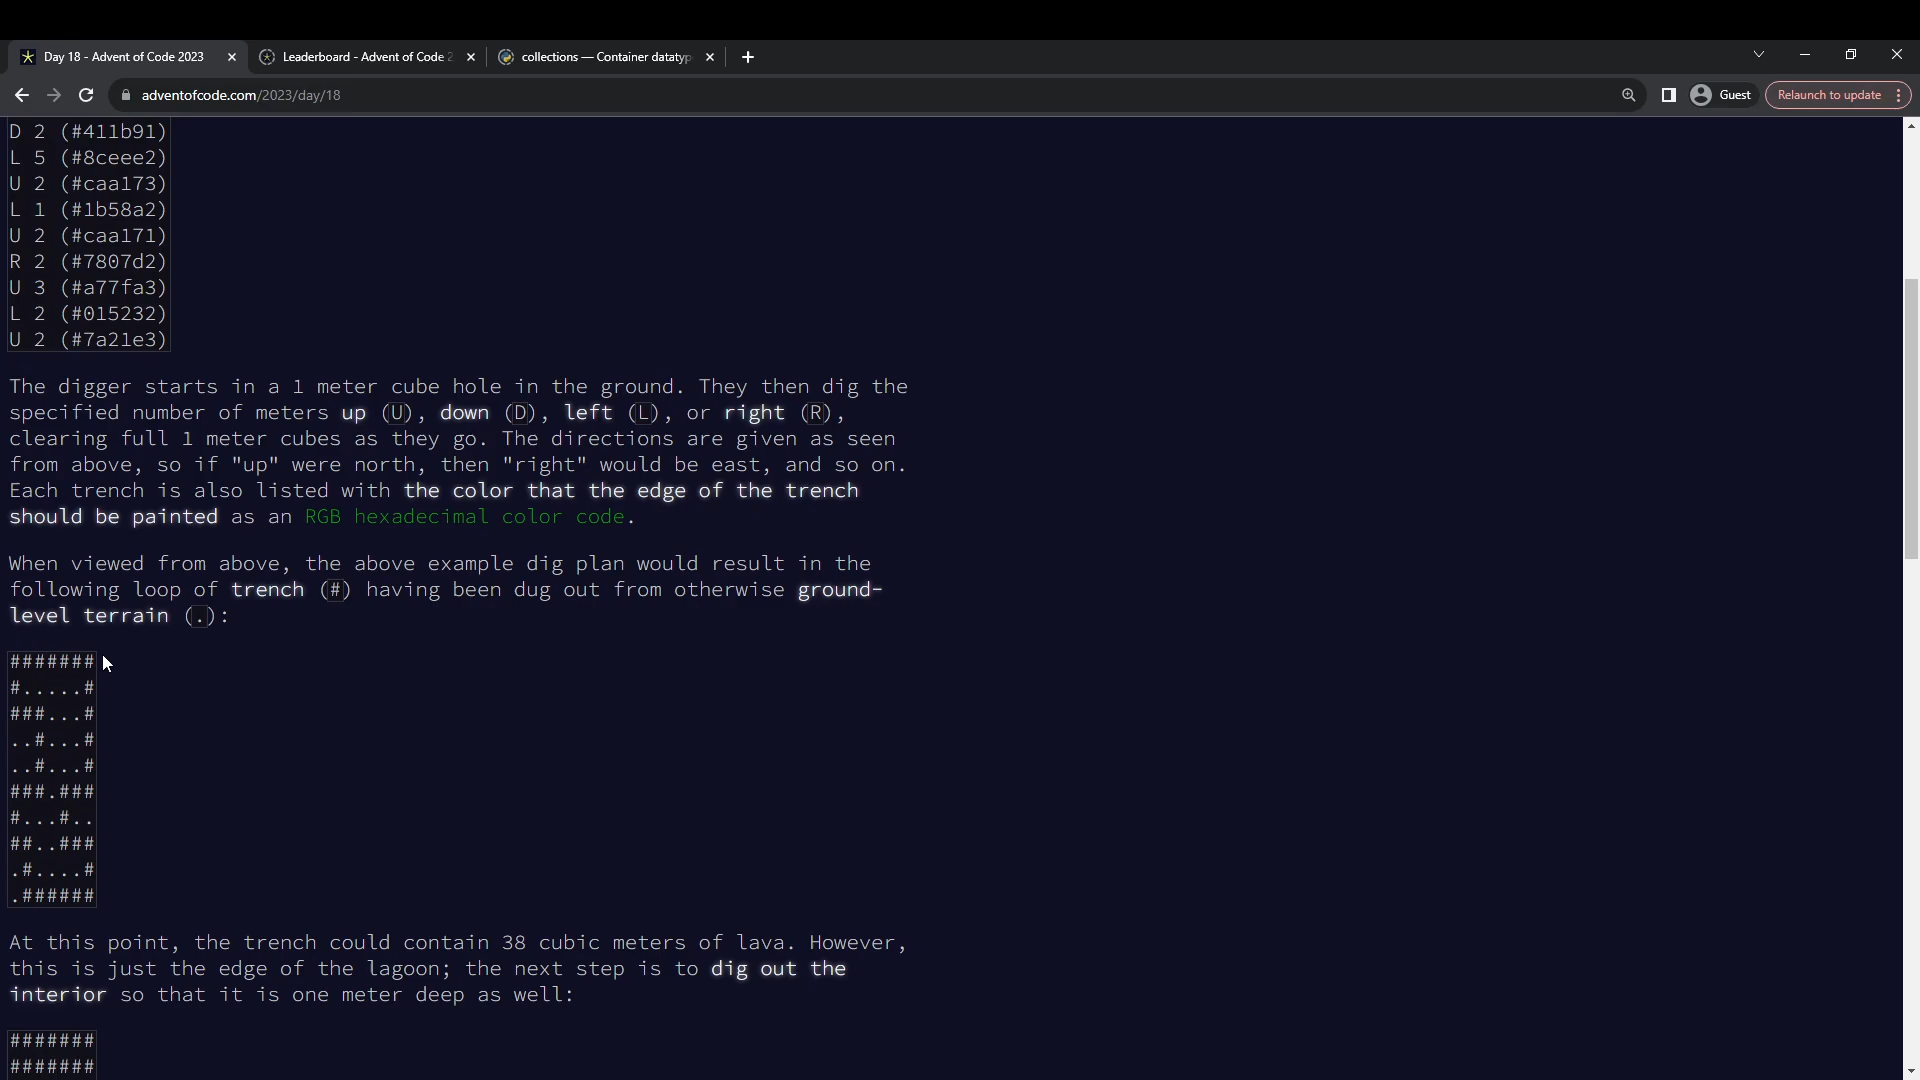 Day 18 - Advent of Code 2023
Leaderboard - Advent of Code 2
collections — Container datatyp
adventofcode.com/2023/day/18
Guest
Relaunch to update
D 2 (#411b91)
L 5 (#8ceee2)
U 2 (#caa173)
L 1 (#1b58a2)
U 2 (#caa171)
R 2 (#7807d2)
U 3 (#a77fa3)
L 2 (#015232)
U 2 (#7a21e3)
The digger starts in a 1 meter cube hole in the ground. They then dig the
specified number of meters up (U), down (D), left (L), or right (R),
clearing full 1 meter cubes as they go. The directions are given as seen
from above, so if "up" were north, then "right" would be east, and so on.
Each trench is also listed with the color that the edge of the trench
should be painted as an RGB hexadecimal color code.
When viewed from above, the above example dig plan would result in the
following loop of trench (#) having been dug out from otherwise ground-
level terrain (.):
#######
#.....#
###...#
..#...#
..#...#
###.###
#...#..
##..###
.#....#
.######
At this point, the trench could contain 38 cubic meters of lava. However,
this is just the edge of the lagoon; the next step is to dig out the
interior so that it is one meter deep as well:
#######
#######